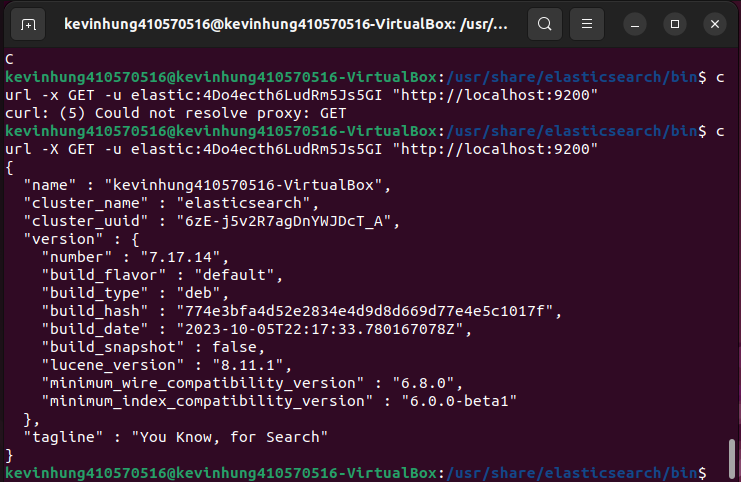 kevinhung410570516@kevinhung410570516-VirtualBox: /usr/...
C
kevinhung410570516@kevinhung410570516-VirtualBox:/usr/share/elasticsearch/bin$ c
url -x GET -u elastic:4Do4ecth6LudRm5Js5GI "http://localhost:9200"
curl: (5) Could not resolve proxy: GET
kevinhung410570516@kevinhung410570516-VirtualBox:/usr/share/elasticsearch/bin$ c
url -X GET -u elastic:4Do4ecth6LudRm5Js5GI "http://localhost:9200"
{
  "name" : "kevinhung410570516-VirtualBox",
  "cluster_name" : "elasticsearch",
  "cluster_uuid" : "6zE-j5v2R7agDnYWJDcT_A",
  "version" : {
    "number" : "7.17.14",
    "build_flavor" : "default",
    "build_type" : "deb",
    "build_hash" : "774e3bfa4d52e2834e4d9d8d669d77e4e5c1017f",
    "build_date" : "2023-10-05T22:17:33.780167078Z",
    "build_snapshot" : false,
    "lucene_version" : "8.11.1",
    "minimum_wire_compatibility_version" : "6.8.0",
    "minimum_index_compatibility_version" : "6.0.0-beta1"
  },
  "tagline" : "You Know, for Search"
}
kevinhung410570516@kevinhung410570516-VirtualBox:/usr/share/elasticsearch/bin$